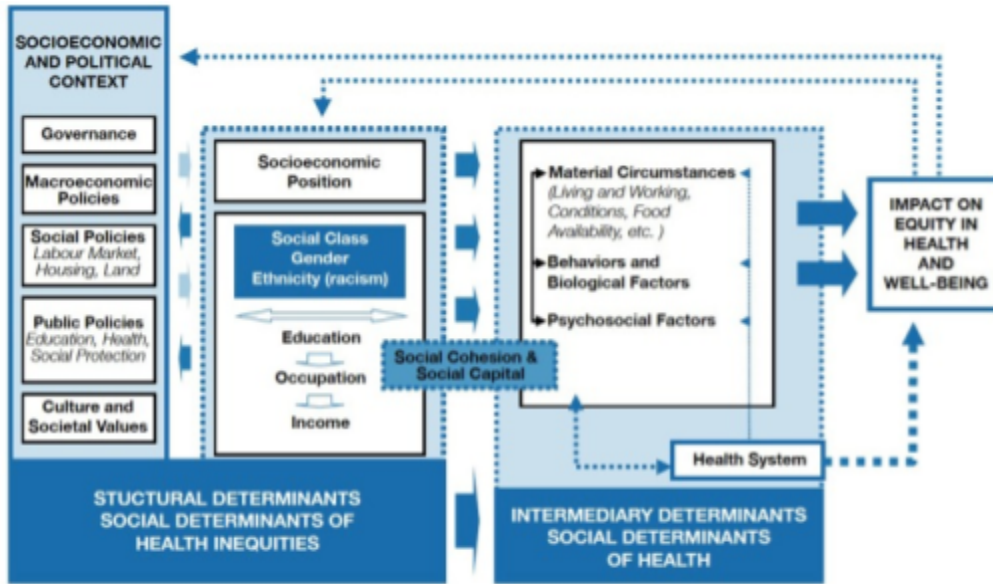 SOCIOECONOMIC
AND POLITICAL
CONTEXT
Governance
Macroeconomic
Policies
Social Policies
Labour Market,
Housing, Land
Public Policies
Education, Health,
Social Protection
Culture and
Societal Values
Socioeconomic
Position
Social Class
Gender
Ethnicity (racism)
Education
Occupation
Income
Social Cohesion &
Social Capital
Material Circumstances
(Living and Working,
Conditions, Food
Availability, etc. )
Behaviors and
Biological Factors
Psychosocial Factors
Health System
IMPACT ON
EQUITY IN
HEALTH
AND
WELL-BEING
STUCTURAL DETERMINANTS
SOCIAL DETERMINANTS OF
HEALTH INEQUITIES
INTERMEDIARY DETERMINANTS
SOCIAL DETERMINANTS
OF HEALTH